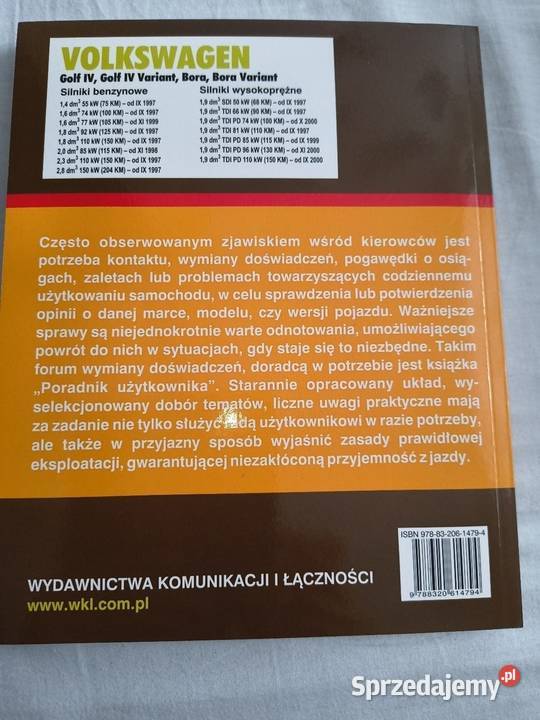 VOLKSWAGEN
Golf IV, Golf IV Variant, Bora, Bora Variant
Silniki benzynowe
1,4 dm³ 55 kW (75 KM) – od IX 1997
1,6 dm³ 74 kW (100 KM) – od IX 1997
1,6 dm³ 77 kW (105 KM) – od XI 1999
1,8 dm³ 92 kW (125 KM) – od IX 1997
1,8 dm³ 110 kW (150 KM) – od IX 1997
2,0 dm³ 85 kW (115 KM) – od XI 1998
2,3 dm³ 110 kW (150 KM) – od IX 1997
2,8 dm³ 150 kW (204 KM) – od IX 1997
Silniki wysokoprężne
1,9 dm³ SDI 50 kW (68 KM) – od IX 1997
1,9 dm³ TDI 66 kW (90 KM) – od IX 1997
1,9 dm³ TDI PD 74 kW (100 KM) – od X 2000
1,9 dm³ TDI 81 kW (110 KM) – od IX 1997
1,9 dm³ TDI PD 85 kW (115 KM) – od IX 1999
1,9 dm³ TDI PD 96 kW (130 KM) – od XI 2000
1,9 dm³ TDI PD 110 kW (150 KM) – od IX 2000
Często obserwowanym zjawiskiem wśród kierowców jest
potrzeba kontaktu, wymiany doświadczeń, pogawędki o osią-
gach, zaletach lub problemach towarzyszących codziennemu
użytkowaniu samochodu, w celu sprawdzenia lub potwierdzenia
opinii o danej marce, modelu, czy wersji pojazdu. Ważniejsze
sprawy są niejednokrotnie warte odnotowania, umożliwiającego
powrót do nich w sytuacjach, gdy staje się to niezbędne. Takim
forum wymiany doświadczeń, doradcą w potrzebie jest książka
„Poradnik użytkownika”. Starannie opracowany układ, wy-
selekcjonowany dobór tematów, liczne uwagi praktyczne mają
za zadanie nie tylko służyć radą użytkownikowi w razie potrzeby,
ale także w przyjazny sposób wyjaśnić zasady prawidłowej
eksploatacji, gwarantującej niezakłóconą przyjemność z jazdy.
ISBN 978-83-206-1479-4
9 788320 614794
WYDAWNICTWA KOMUNIKACJI I ŁĄCZNOŚCI
www.wkl.com.pl
Sprzedajemy.pl